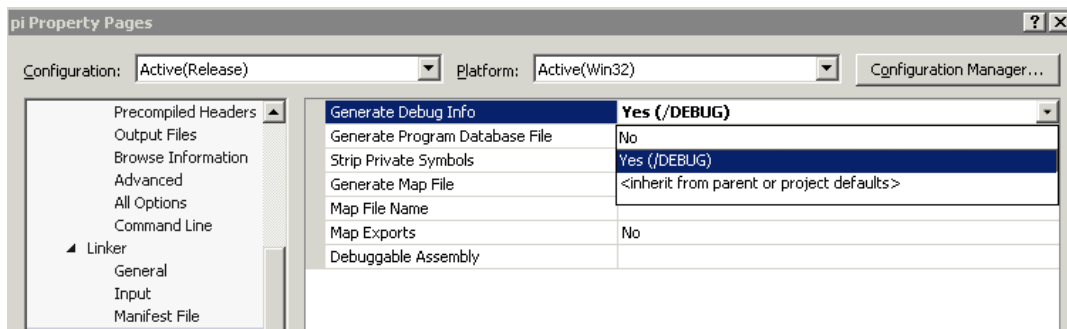 pi Property Pages
Configuration: Active(Release) Platform: Active(Win32) Configuration Manager...
Precompiled Headers
Output Files
Browse Information
Advanced
All Options
Command Line
Linker
General
Input
Manifest File
Generate Debug Info Yes (/DEBUG)
Generate Program Database File No
Strip Private Symbols Yes (/DEBUG)
Generate Map File <inherit from parent or project defaults>
Map File Name
Map Exports No
Debuggable Assembly